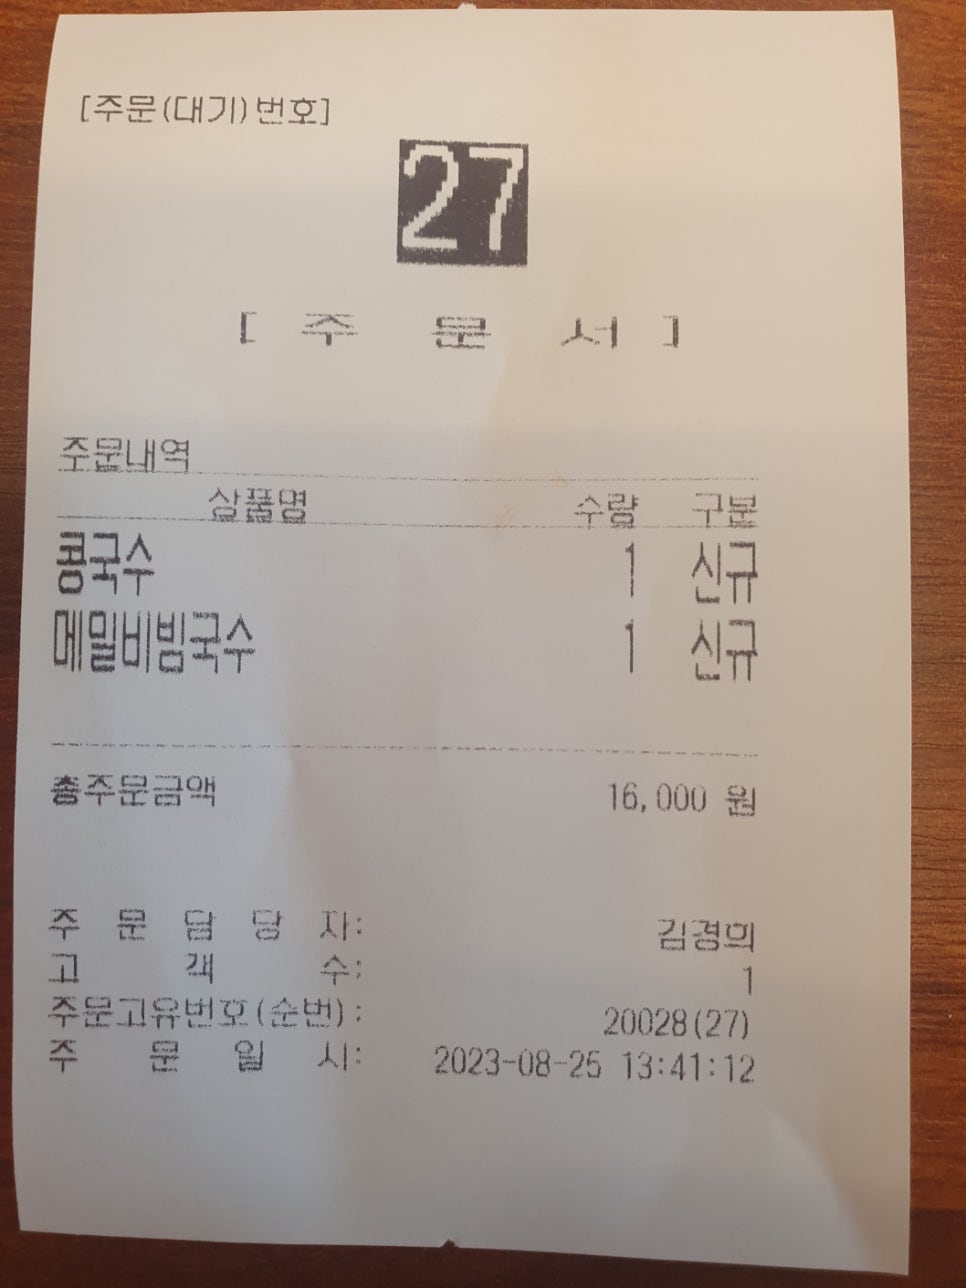 [주문(대기)번호]
27
[ 주 문 서 ]
주문내역
상품명 수량 구분
콩국수 1 신규
메밀비빔국수 1 신규
총주문금액 16,000 원
주 문 담 당 자: 김경희
고 객 수: 1
주문고유번호(순번): 20028(27)
주 문 일 시: 2023-08-25 13:41:12